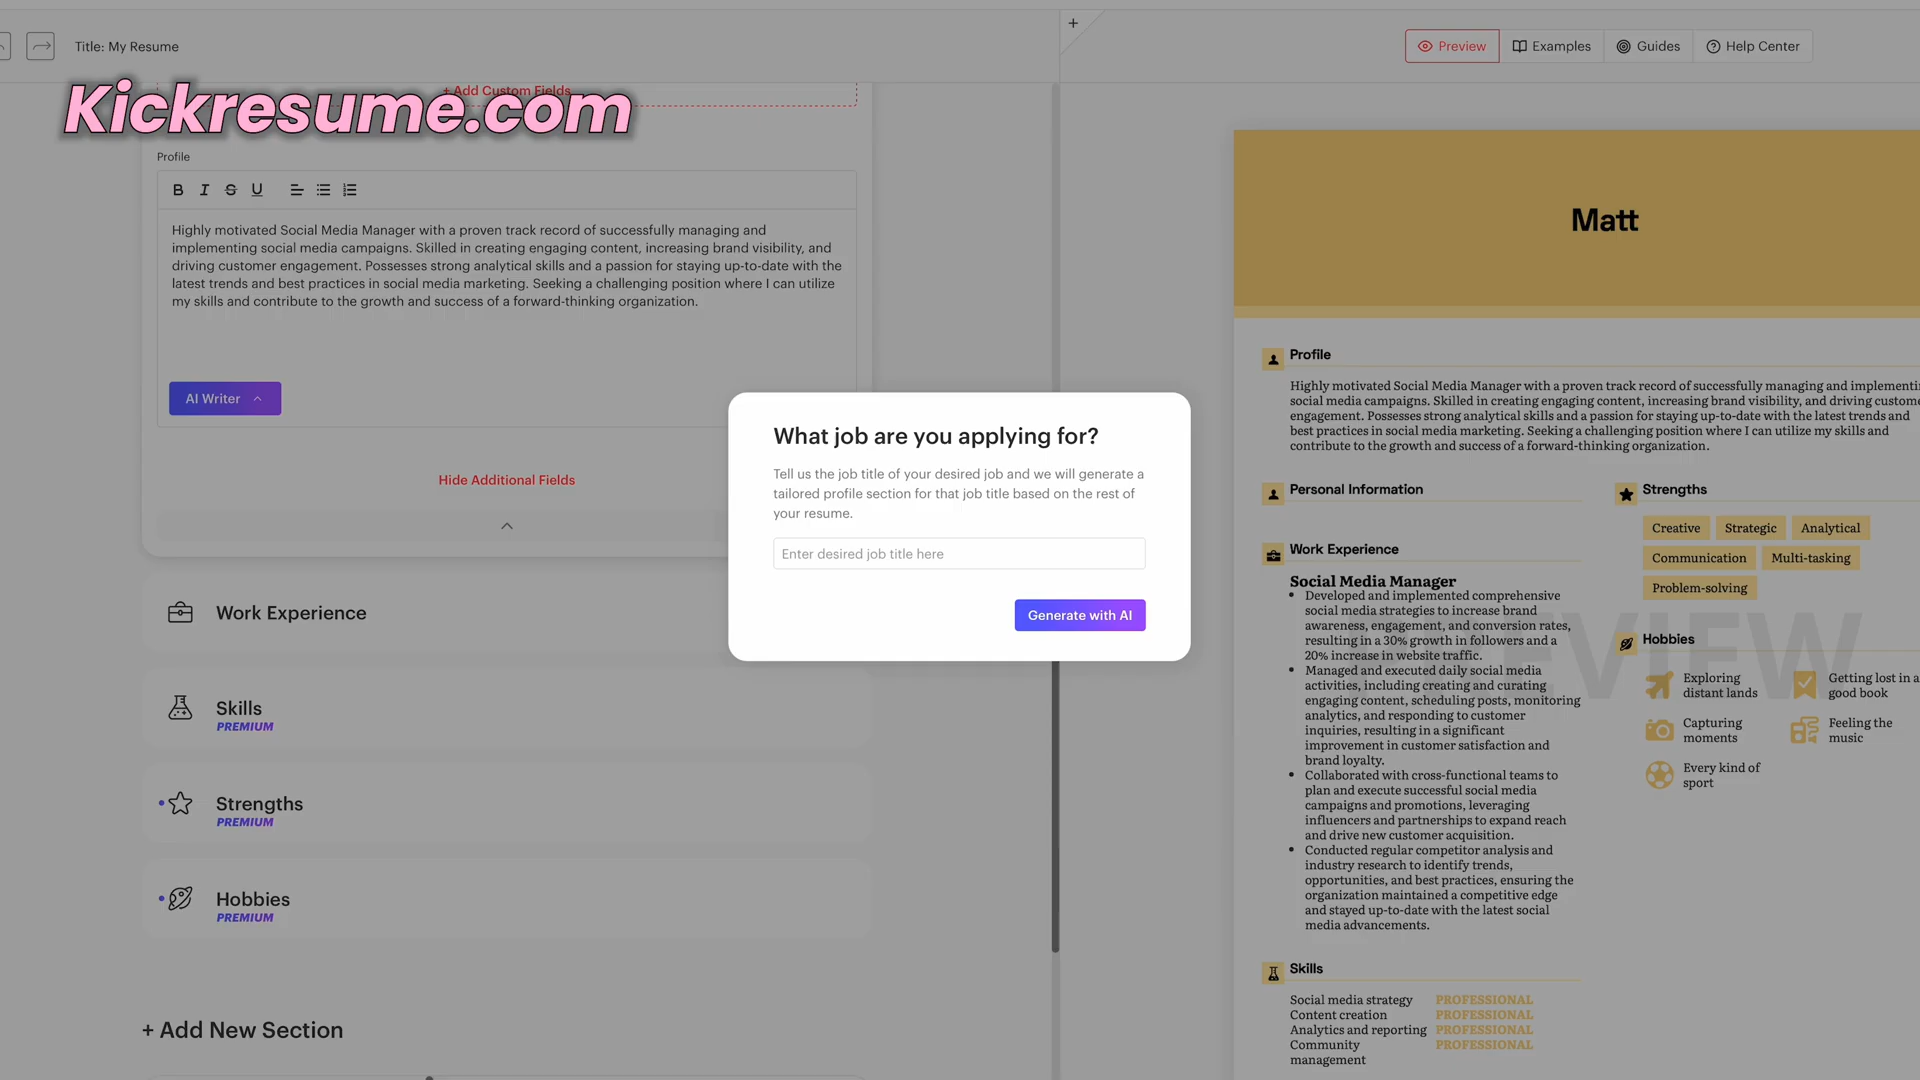 Title: My Resume
+
Preview
Examples
Guides
Help Center
+ Add Custom Fields
Kickresume.com
Profile
B I S U
Highly motivated Social Media Manager with a proven track record of successfully managing and
implementing social media campaigns. Skilled in creating engaging content, increasing brand visibility, and
driving customer engagement. Possesses strong analytical skills and a passion for staying up-to-date with the
latest trends and best practices in social media marketing. Seeking a challenging position where I can utilize
my skills and contribute to the growth and success of a forward-thinking organization.
AI Writer
Hide Additional Fields
Work Experience
Skills
PREMIUM
Strengths
PREMIUM
Hobbies
PREMIUM
+ Add New Section
What job are you applying for?
Tell us the job title of your desired job and we will generate a
tailored profile section for that job title based on the rest of
your resume.
Enter desired job title here
Generate with AI
Matt
Profile
Highly motivated Social Media Manager with a proven track record of successfully managing and
social media campaigns. Skilled in creating engaging content, increasing brand visibility, and driving
engagement. Possesses strong analytical skills and a passion for staying up-to-date with the latest trends and
best practices in social media marketing. Seeking a challenging position where I can utilize my skills and
contribute to the growth and success of a forward-thinking organization.
Personal Information
Work Experience
Social Media Manager
Developed and implemented comprehensive
social media strategies to increase brand
awareness, engagement, and conversion rates,
resulting in a 30% growth in followers and a
20% increase in website traffic.
Managed and executed daily social media
activities, including creating and curating
engaging content, scheduling posts, monitoring
analytics, and responding to customer
inquiries, resulting in a significant
improvement in customer satisfaction and
brand loyalty.
Collaborated with cross-functional teams to
plan and execute successful social media
campaigns and promotions, leveraging
influencers and partnerships to expand reach
and drive new customer acquisition.
Conducted regular competitor analysis and
industry research to identify trends,
opportunities, and best practices, ensuring the
organization maintained a competitive edge
and stayed up-to-date with the latest social
media advancements.
Skills
Social media strategy PROFESSIONAL
Content creation PROFESSIONAL
Analytics and reporting PROFESSIONAL
Community PROFESSIONAL
management
Strengths
Creative Strategic Analytical
Communication Multi-tasking
Problem-solving
Hobbies
Exploring
distant lands
Getting lost in a
good book
Capturing
moments
Feeling the
music
Every kind of
sport
PREVIEW